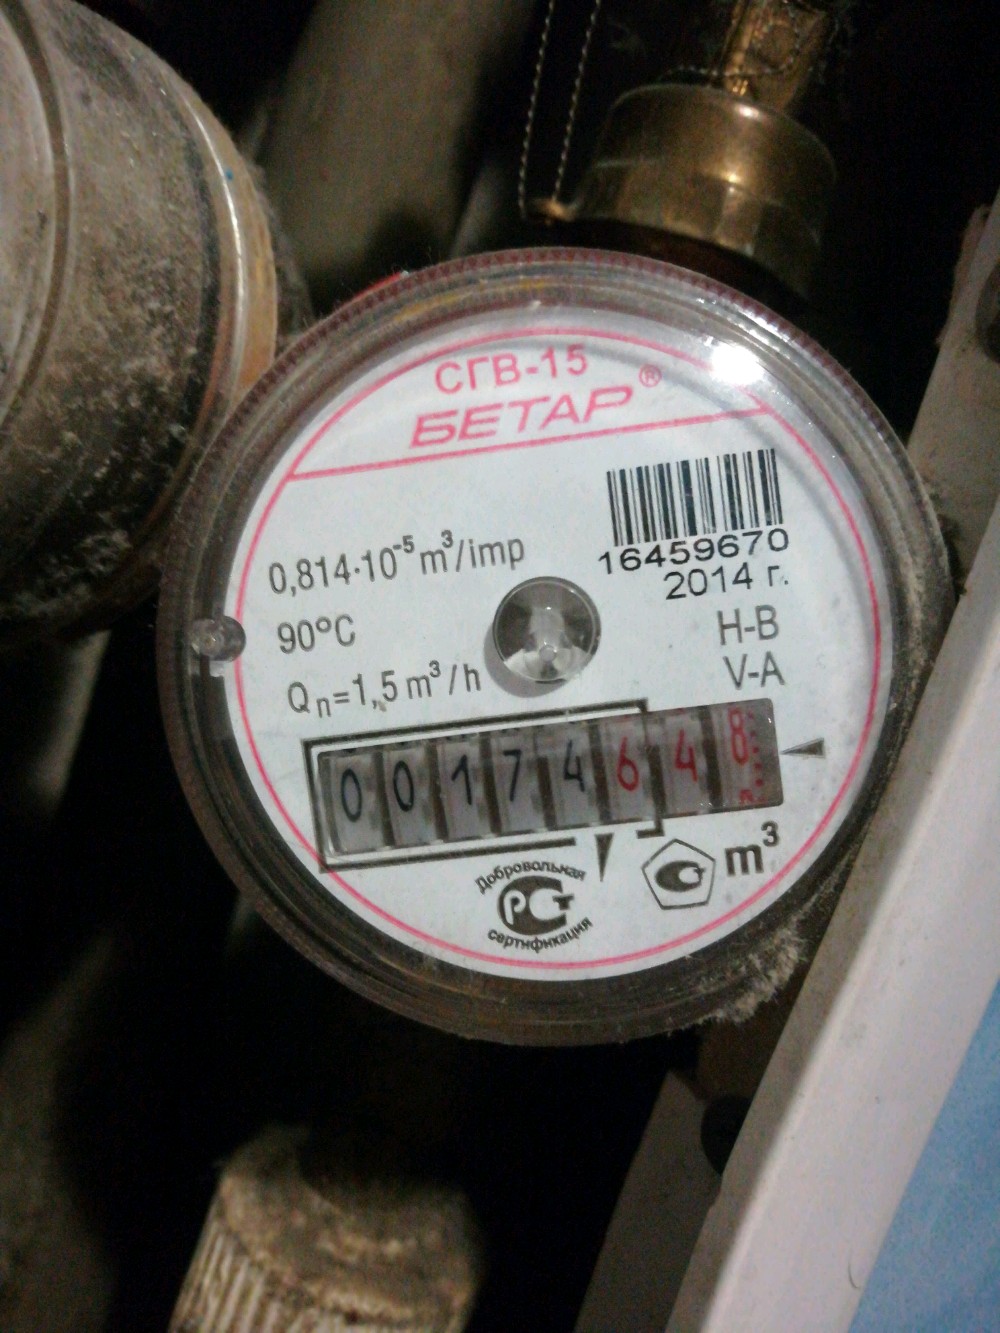 СГВ-15
БЕТАР®
16459670
2014 г.
0,814·10⁻⁵ m³/imp
90°C
H-B
Qn=1,5 m³/h
V-A
00174648
m³
Добровольная
РСТ
сертификация